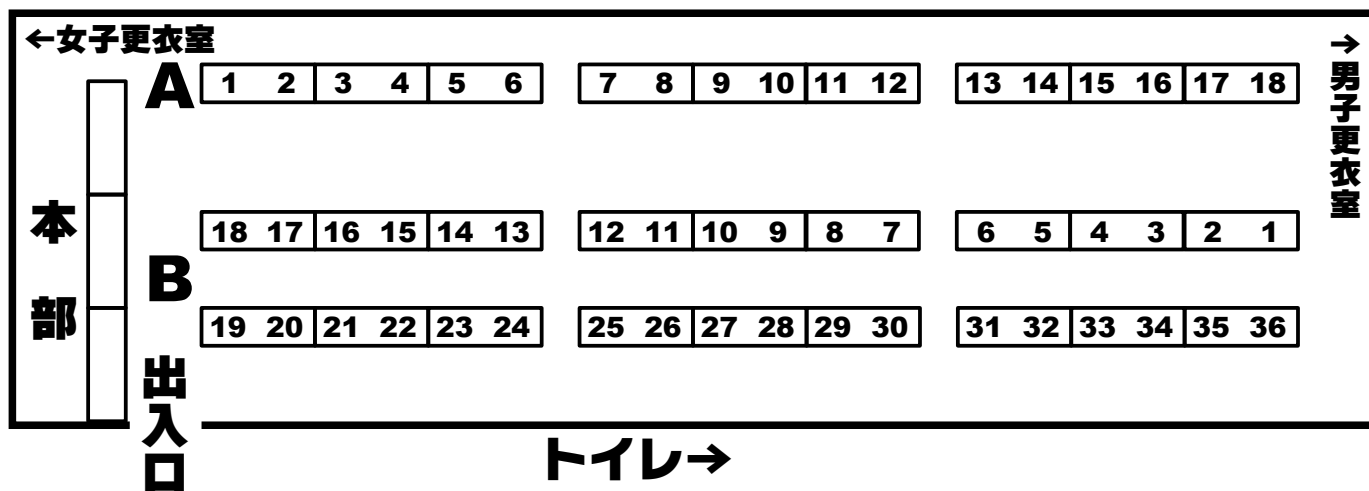 ←女子更衣室
→男子更衣室
A 1 2 3 4 5 6 7 8 9 10 11 12 13 14 15 16 17 18
本部
B
18 17 16 15 14 13 12 11 10 9 8 7 6 5 4 3 2 1
19 20 21 22 23 24 25 26 27 28 29 30 31 32 33 34 35 36
出入口
トイレ→